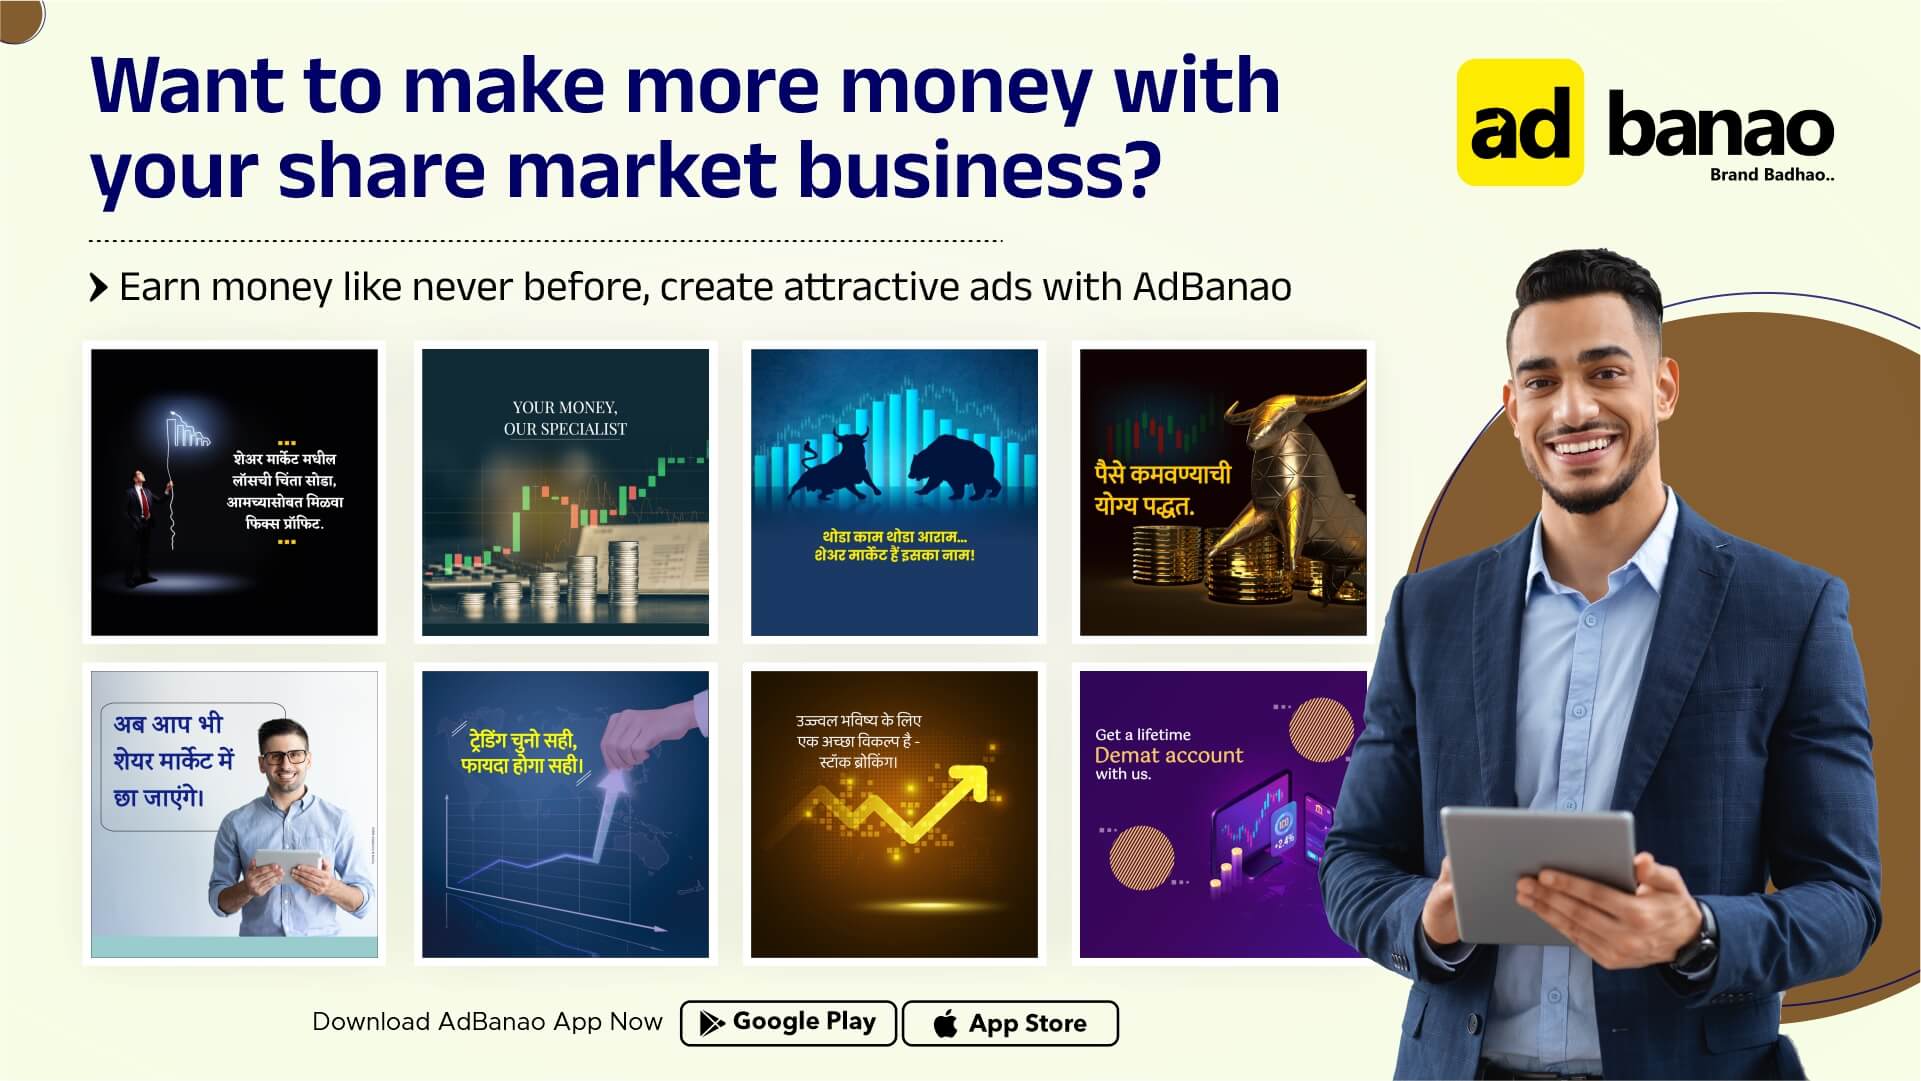 Want to make more money with
your share market business?
ad banao
Brand Badhao..
Earn money like never before, create attractive ads with AdBanao
शेअर मार्केट मधील
लॉसची चिंता सोडा,
आमच्यासोबत मिळवा
फिक्स प्रॉफिट.
YOUR MONEY,
OUR SPECIALIST
थोडा काम थोडा आराम...
शेअर मार्केट हैं इसका नाम!
पैसे कमवण्याची
योग्य पद्धत.
अब आप भी
शेयर मार्केट में
छा जाएंगे।
ट्रेडिंग चुनो सही,
फायदा होगा सही।
उज्ज्वल भविष्य के लिए
एक अच्छा विकल्प है -
स्टॉक ब्रोकिंग।
Get a lifetime
Demat account
with us.
100
+2.4%
Download AdBanao App Now
Google Play
App Store